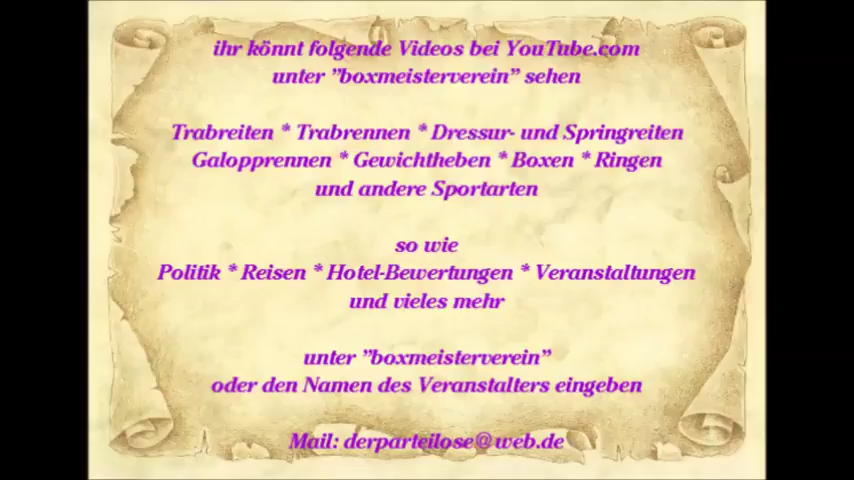 ihr könnt folgende Videos bei YouTube.com
unter "boxmeisterverein" sehen
Trabreiten * Trabrennen * Dressur- und Springreiten
Galopprennen * Gewichtheben * Boxen * Ringen
und andere Sportarten
so wie
Politik * Reisen * Hotel-Bewertungen * Veranstaltungen
und vieles mehr
unter "boxmeisterverein"
oder den Namen des Veranstalters eingeben
Mail: derparteilose@web.de